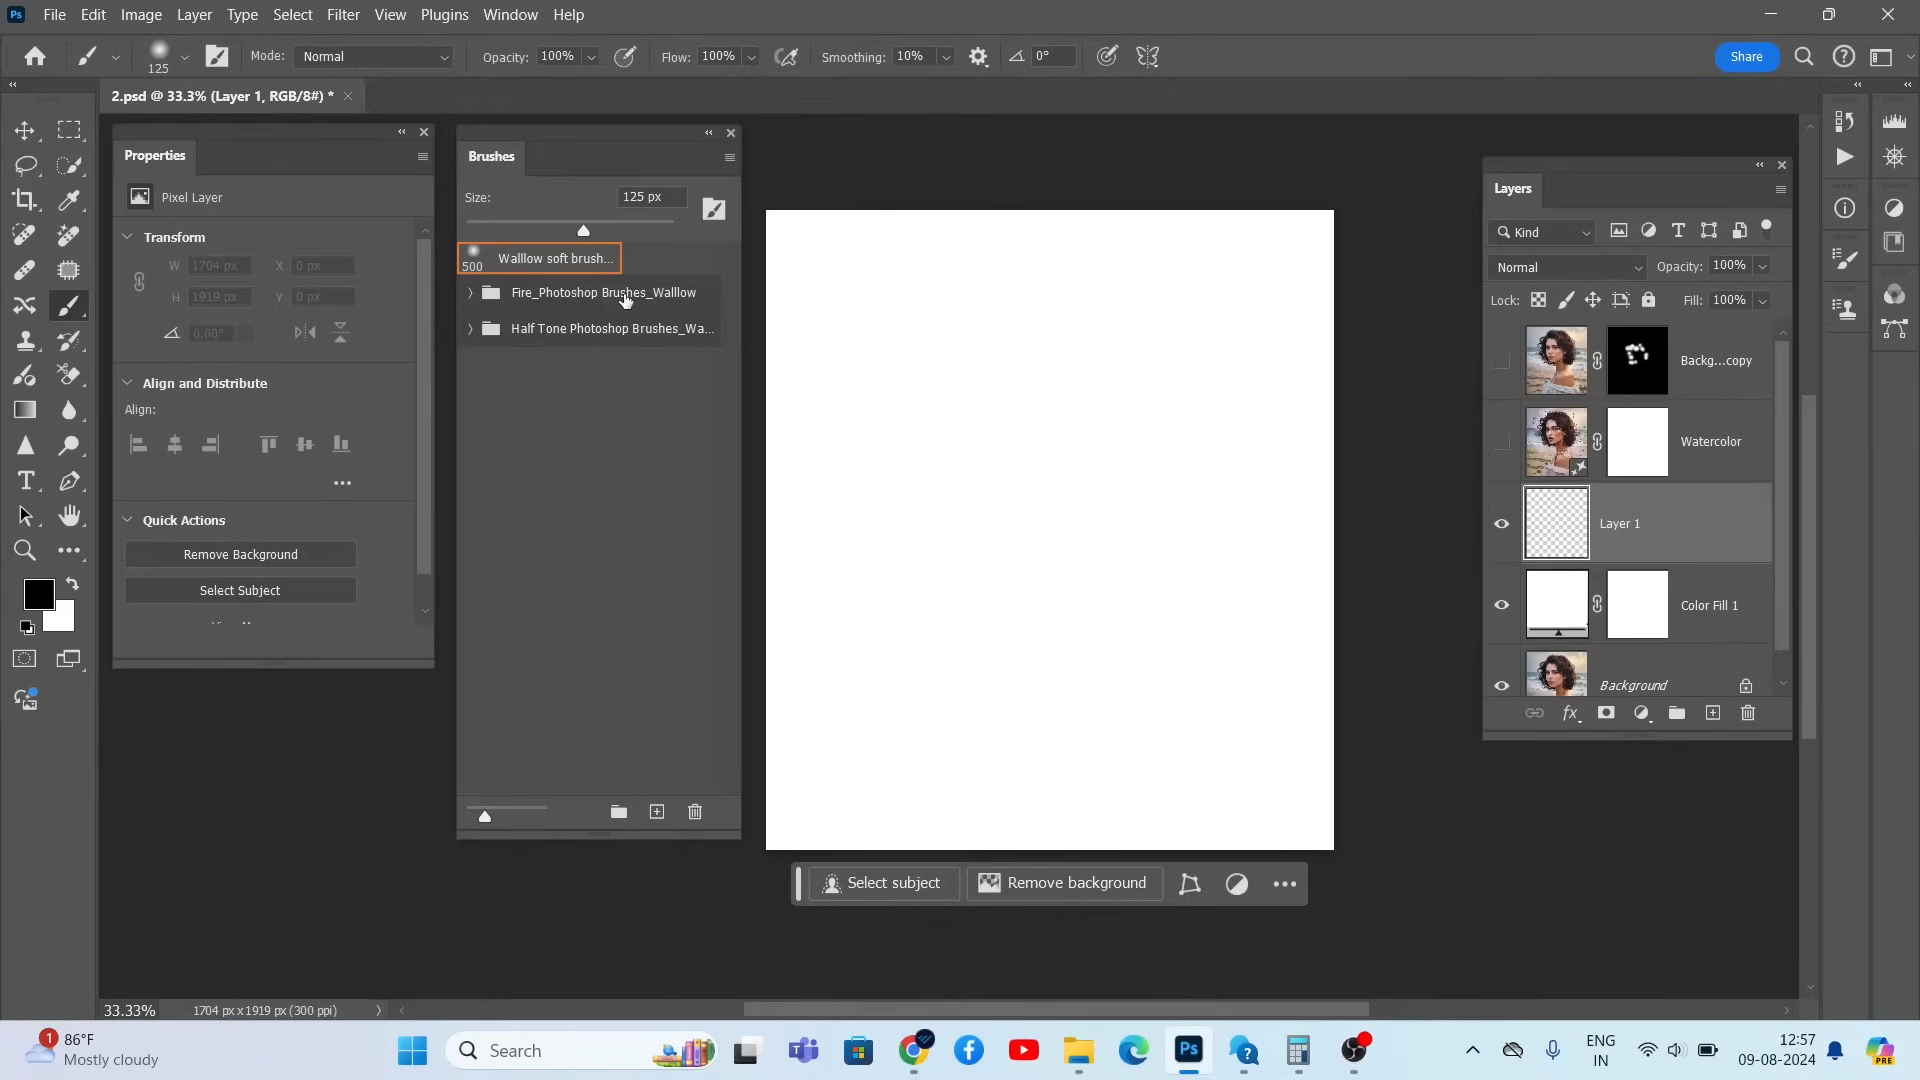 Ps File Edit Image Layer Type Select Filter View Plugins Window Help
125 Mode: Normal Opacity: 100% Flow: 100% Smoothing: 10% 0° Share
2.psd @ 33.3% (Layer 1, RGB/8#) *
Properties
Pixel Layer
Transform
W 1704 px X 0 px
H 1919 px Y 0 px
0.00°
Align and Distribute
Align:
Quick Actions
Remove Background
Select Subject
Brushes
Size: 125 px
500 Walllow soft brush...
Fire_Photoshop Brushes_Walllow
Half Tone Photoshop Brushes_Wa...
Layers
Kind
Normal Opacity: 100%
Lock: Fill: 100%
Backg...copy
Watercolor
Layer 1
Color Fill 1
Background
fx
Select subject Remove background
33.33% 1704 px x 1919 px (300 ppi)
1 86°F
Mostly cloudy
Search
Ps
ENG
IN
12:57
09-08-2024
PRE